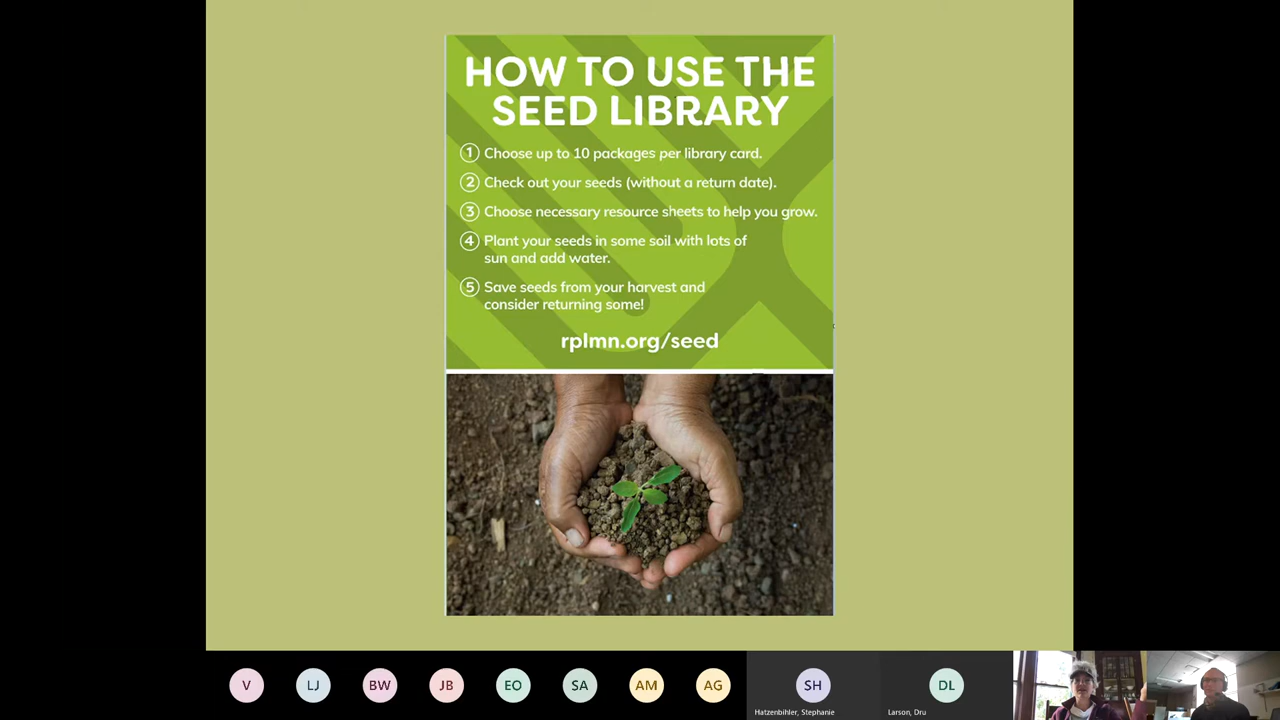 HOW TO USE THE
SEED LIBRARY
1 Choose up to 10 packages per library card.
2 Check out your seeds (without a return date).
3 Choose necessary resource sheets to help you grow.
4 Plant your seeds in some soil with lots of
sun and add water.
5 Save seeds from your harvest and
consider returning some!
rplmn.org/seed
V LJ BW JB EO SA AM AG SH DL
Hatzenbihler, Stephanie Larson, Dru